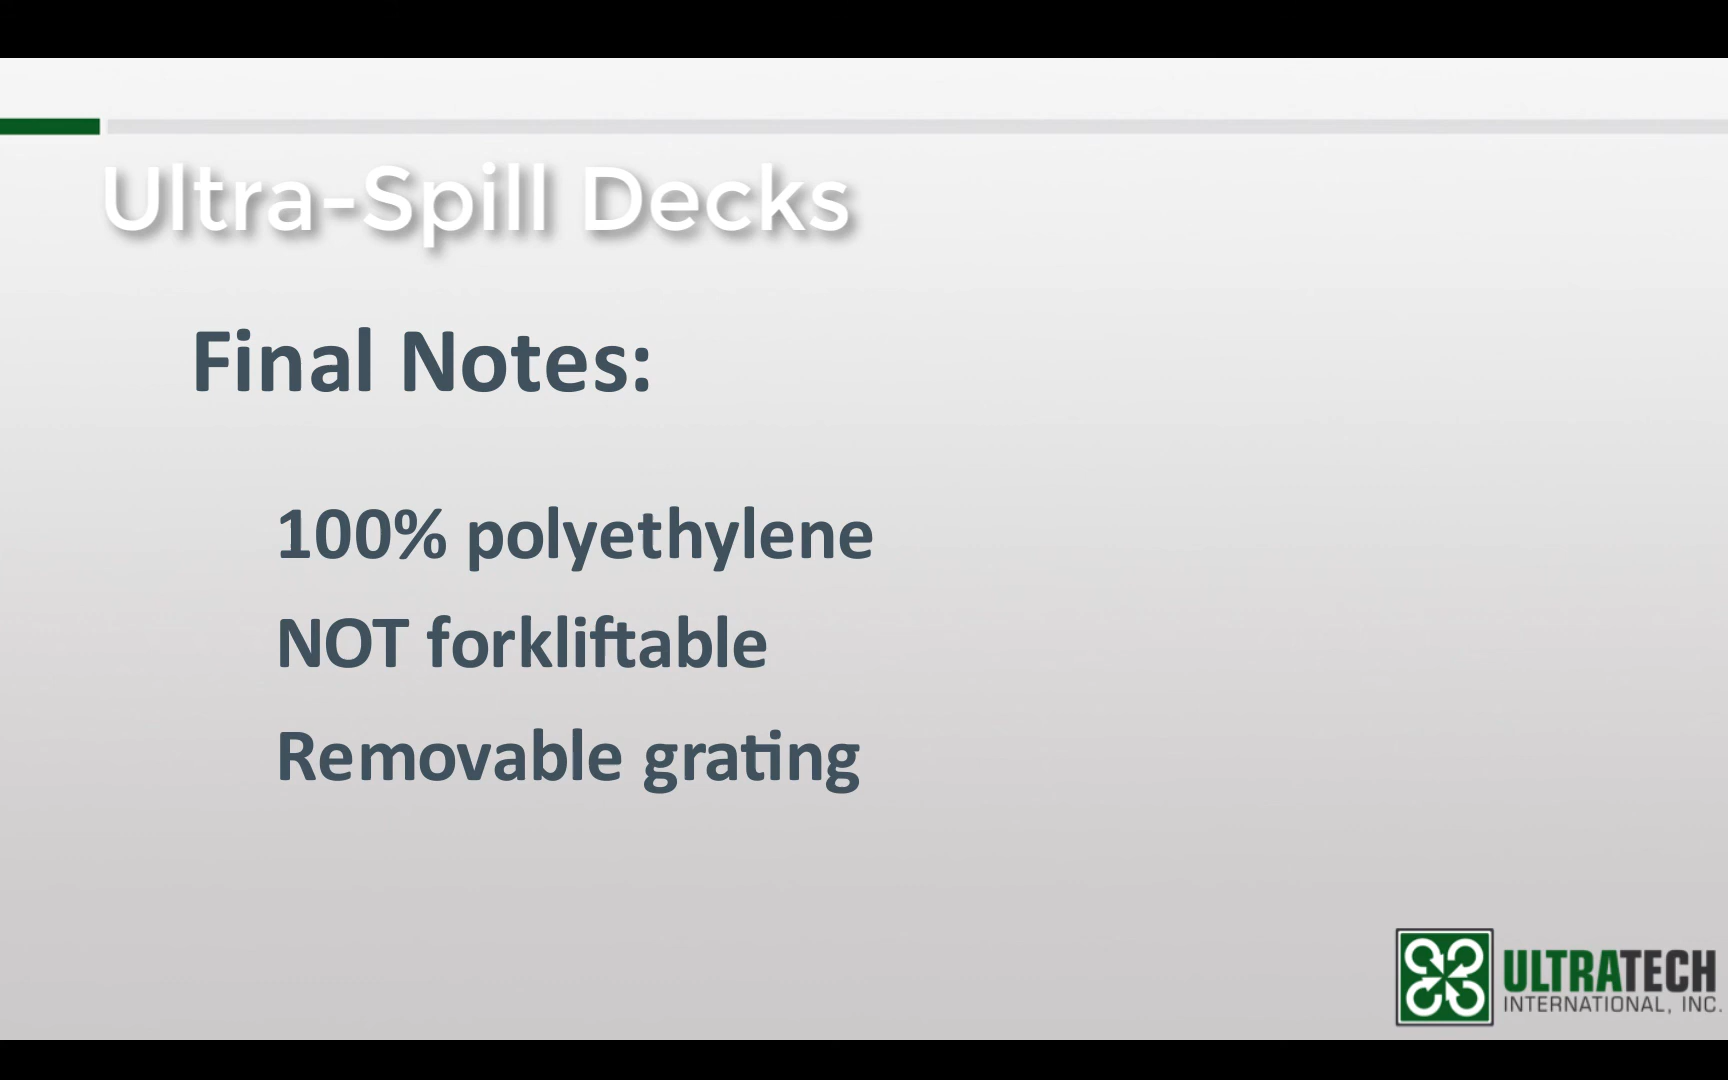 Ultra-Spill Decks
Final Notes:
100% polyethylene
NOT forkliftable
Removable grating
ULTRATECH
INTERNATIONAL, INC.